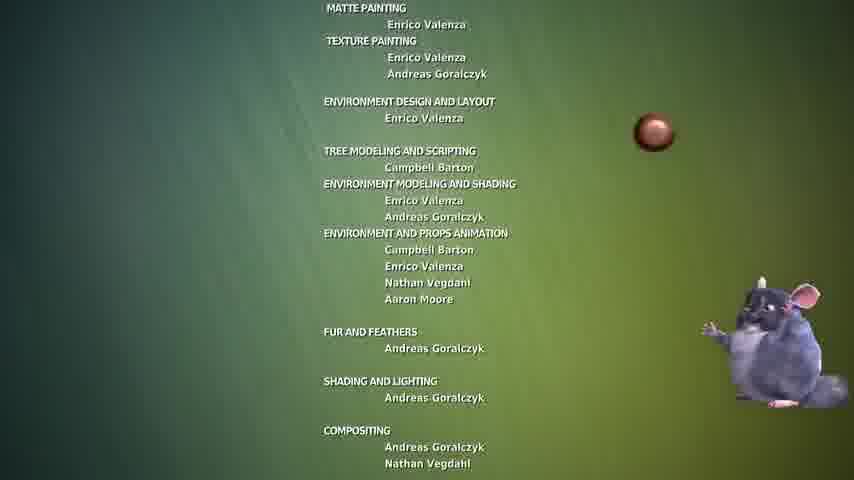 MATTE PAINTING
Enrico Valenza
TEXTURE PAINTING
Enrico Valenza
Andreas Goralczyk
ENVIRONMENT DESIGN AND LAYOUT
Enrico Valenza
TREE MODELING AND SCRIPTING
Campbell Barton
ENVIRONMENT MODELING AND SHADING
Enrico Valenza
Andreas Goralczyk
ENVIRONMENT AND PROPS ANIMATION
Campbell Barton
Enrico Valenza
Nathan Vegdahl
Aaron Moore
FUR AND FEATHERS
Andreas Goralczyk
SHADING AND LIGHTING
Andreas Goralczyk
COMPOSITING
Andreas Goralczyk
Nathan Vegdahl